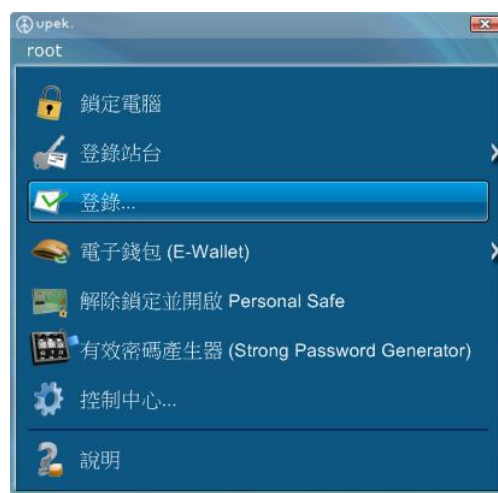 upek.
root
鎖定電腦
登錄站台
登錄...
電子錢包 (E-Wallet)
解除鎖定並開啟 Personal Safe
有效密碼產生器 (Strong Password Generator)
控制中心...
說明